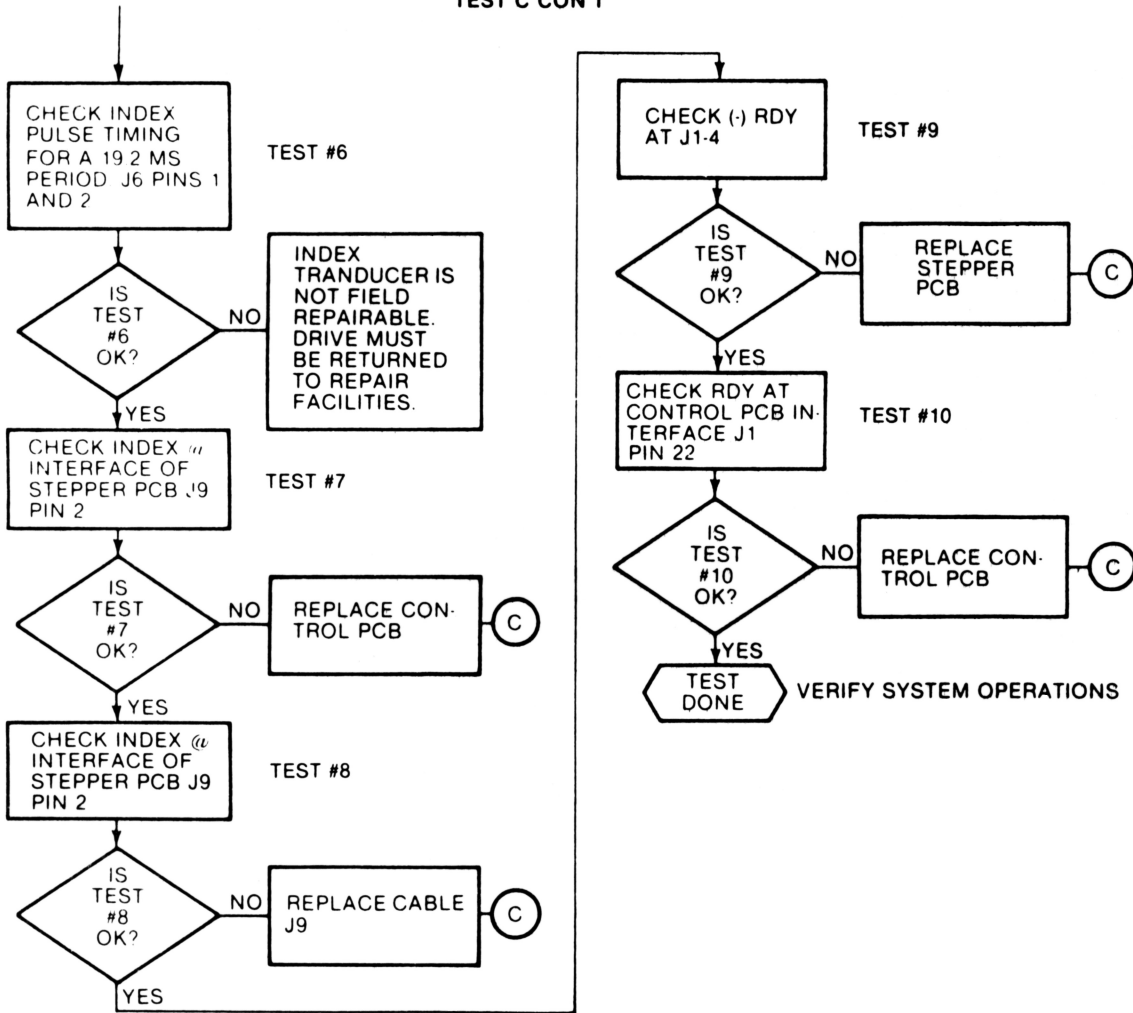 TEST C CON'T
CHECK INDEX
PULSE TIMING
FOR A 19.2 MS
PERIOD J6 PINS 1
AND 2
TEST #6
IS
TEST
#6
OK?
NO
INDEX
TRANDUCER IS
NOT FIELD
REPAIRABLE.
DRIVE MUST
BE RETURNED
TO REPAIR
FACILITIES.
YES
CHECK INDEX @
INTERFACE OF
STEPPER PCB J9
PIN 2
TEST #7
IS
TEST
#7
OK?
NO
REPLACE CON-
TROL PCB
C
YES
CHECK INDEX @
INTERFACE OF
STEPPER PCB J9
PIN 2
TEST #8
IS
TEST
#8
OK?
NO
REPLACE CABLE
J9
C
YES
CHECK (-) RDY
AT J1-4
TEST #9
IS
TEST
#9
OK?
NO
REPLACE
STEPPER
PCB
C
YES
CHECK RDY AT
CONTROL PCB IN-
TERFACE J1
PIN 22
TEST #10
IS
TEST
#10
OK?
NO
REPLACE CON-
TROL PCB
C
YES
TEST
DONE
VERIFY SYSTEM OPERATIONS